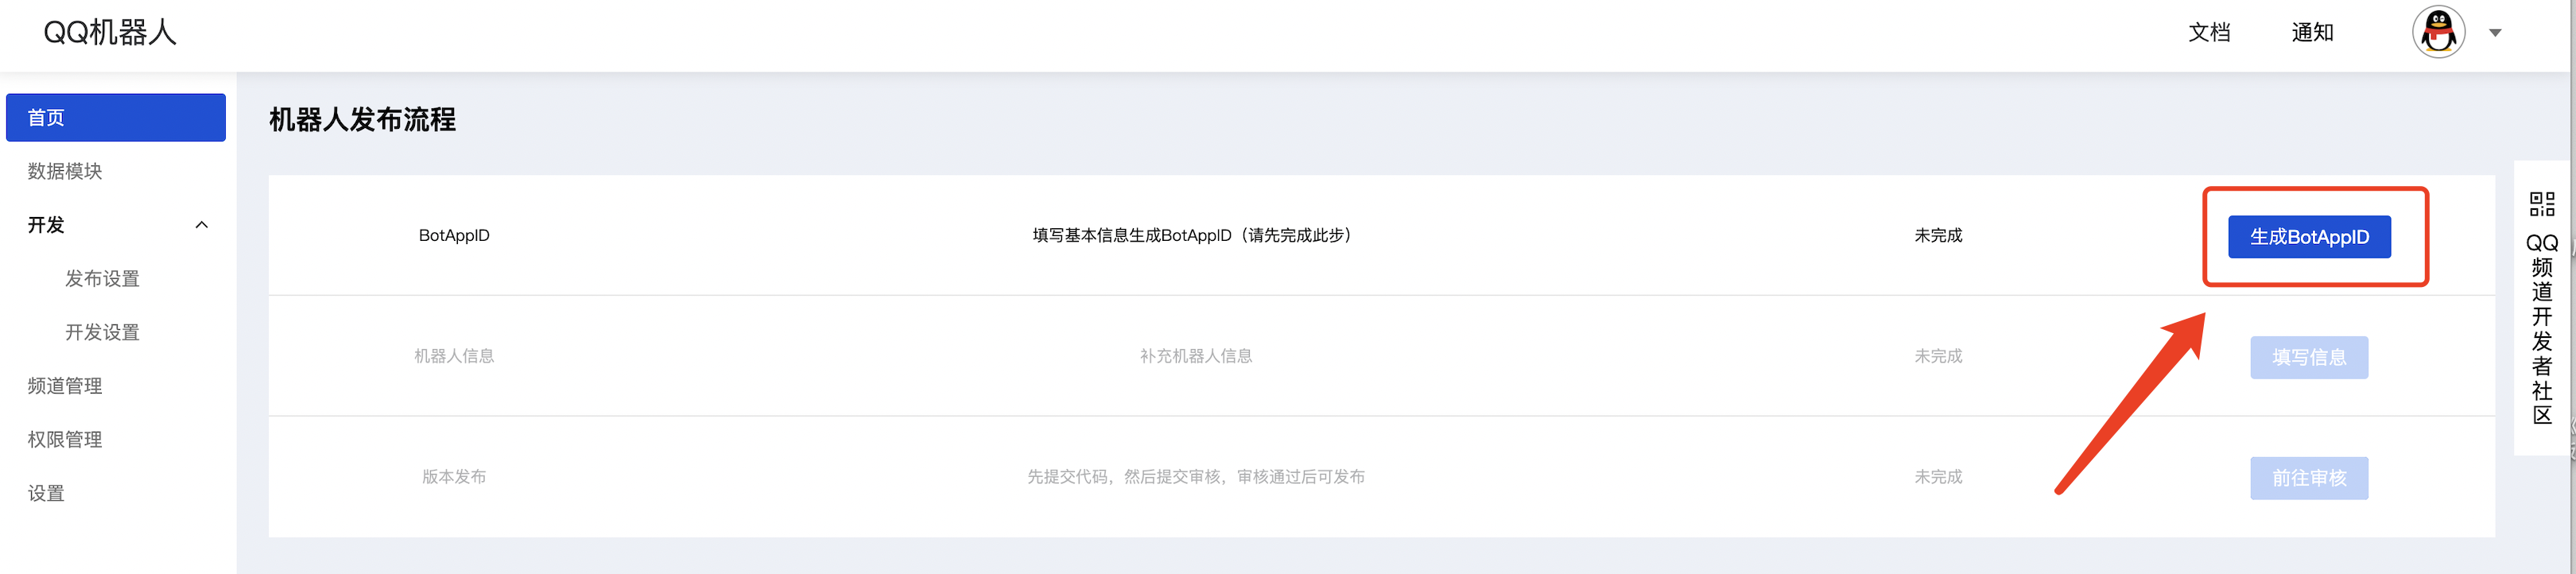 QQ机器人
文档
通知
首页
数据模块
开发
发布设置
开发设置
频道管理
权限管理
设置
机器人发布流程
BotAppID
填写基本信息生成BotAppID（请先完成此步）
未完成
生成BotAppID
机器人信息
补充机器人信息
未完成
填写信息
版本发布
先提交代码，然后提交审核，审核通过后可发布
未完成
前往审核
QQ频道开发者社区